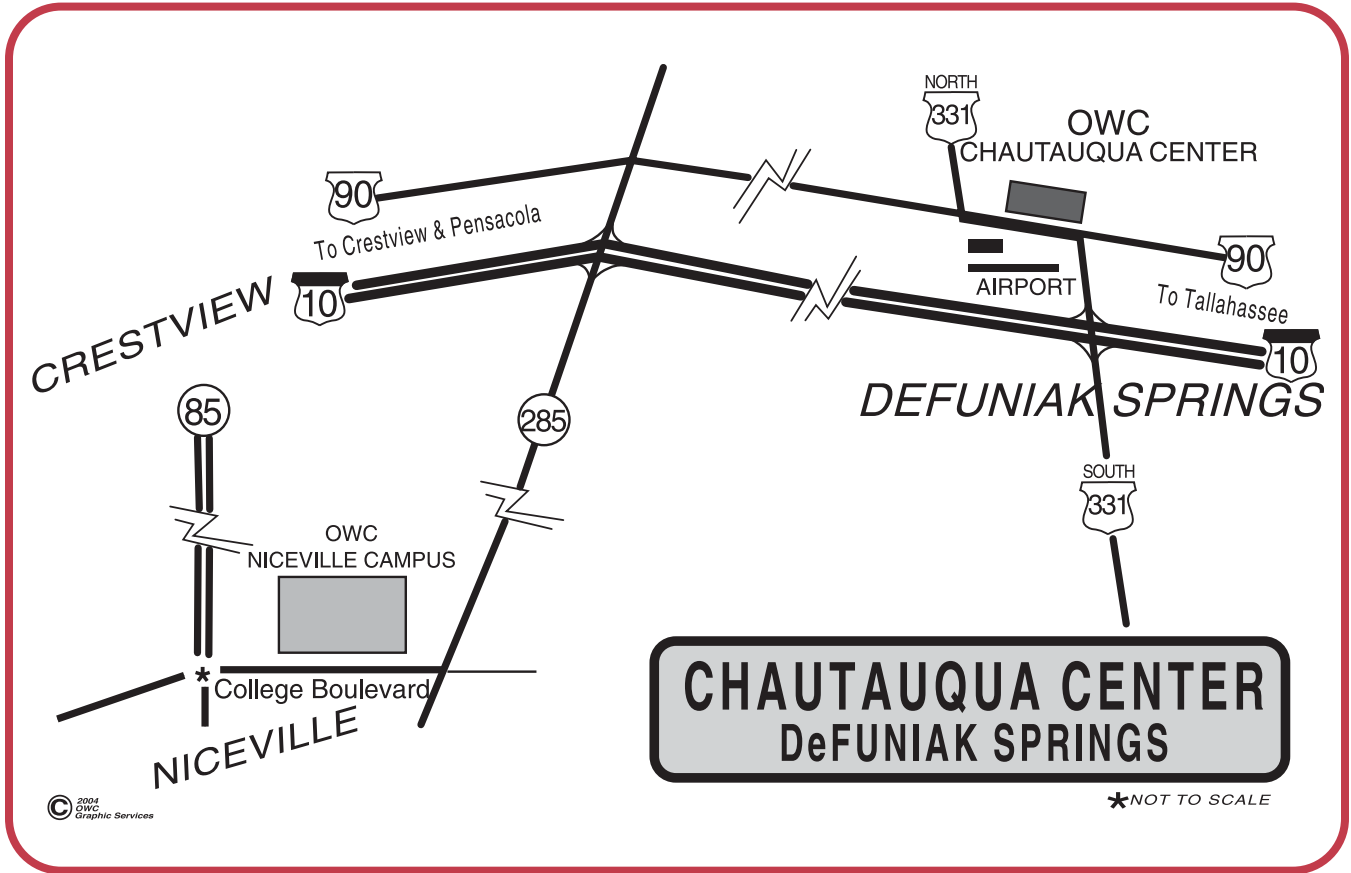 NORTH
331
OWC
CHAUTAUQUA CENTER
90
To Crestview & Pensacola
90
To Tallahassee
AIRPORT
CRESTVIEW
10
10
DEFUNIAK SPRINGS
85
285
SOUTH
331
OWC
NICEVILLE CAMPUS
College Boulevard
NICEVILLE
CHAUTAUQUA CENTER
DeFUNIAK SPRINGS
*NOT TO SCALE
© 2004
OWC
Graphic Services